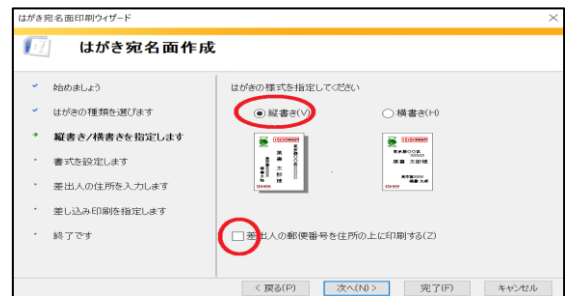 はがき宛名面印刷ウィザード
はがき宛名面作成
始めましょう
はがきの種類を選びます
縦書き/横書きを指定します
書式を設定します
差出人の住所を入力します
差し込み印刷を指定します
終了です
はがきの様式を指定してください
縦書き(V)
横書き(H)
差出人の郵便番号を住所の上に印刷する(Z)
< 戻る(P)
次へ(N) >
完了(F)
キャンセル